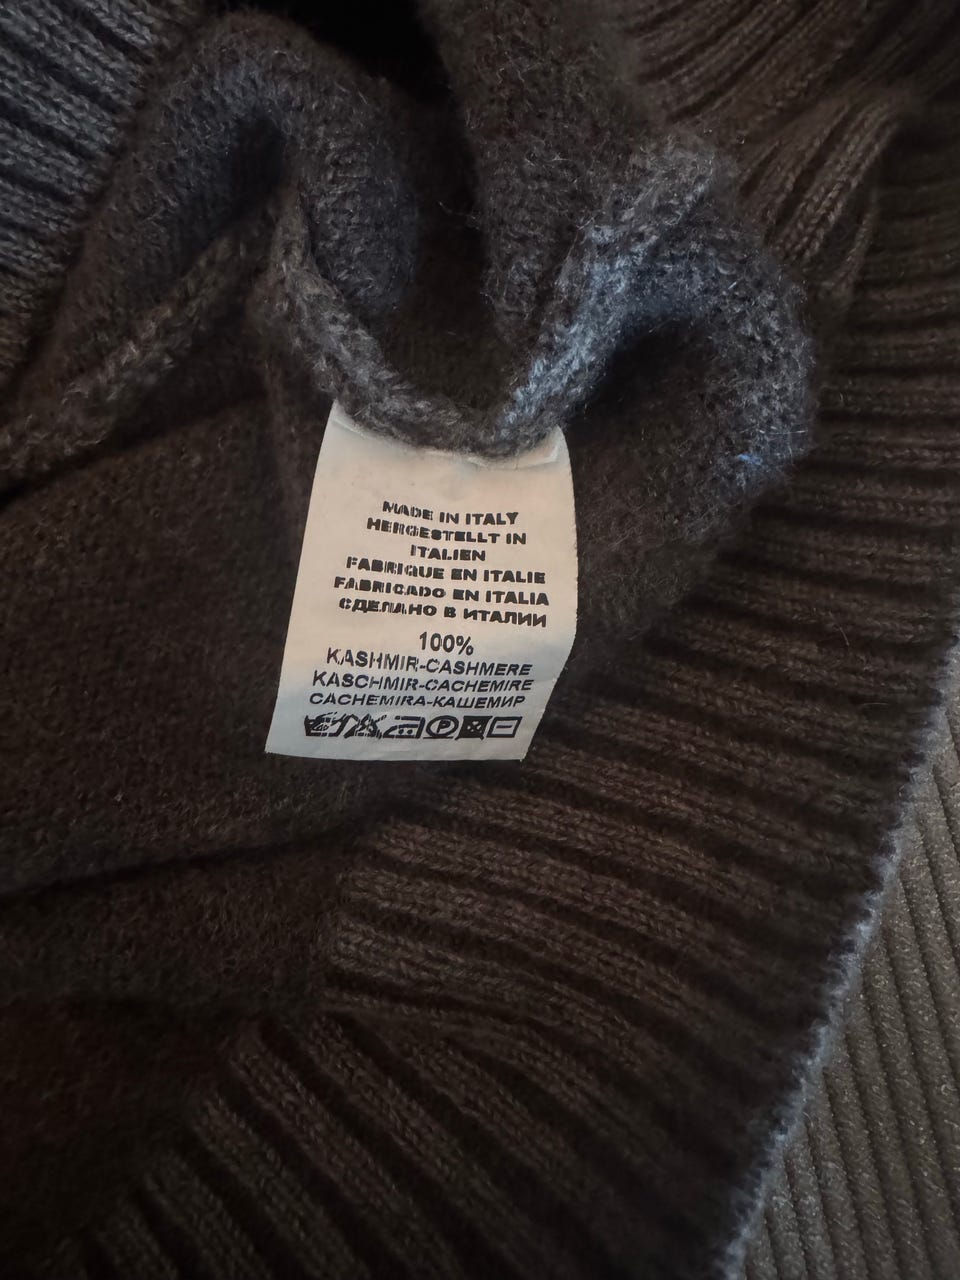 MADE IN ITALY
HERGESTELLT IN
ITALIEN
FABRIQUE EN ITALIE
FABRICADO EN ITALIA
СДЕЛАНО В ИТАЛИИ
100%
KASHMIR-CASHMERE
KASCHMIR-CACHEMIRE
CACHEMIRA-КАШЕМИР
P